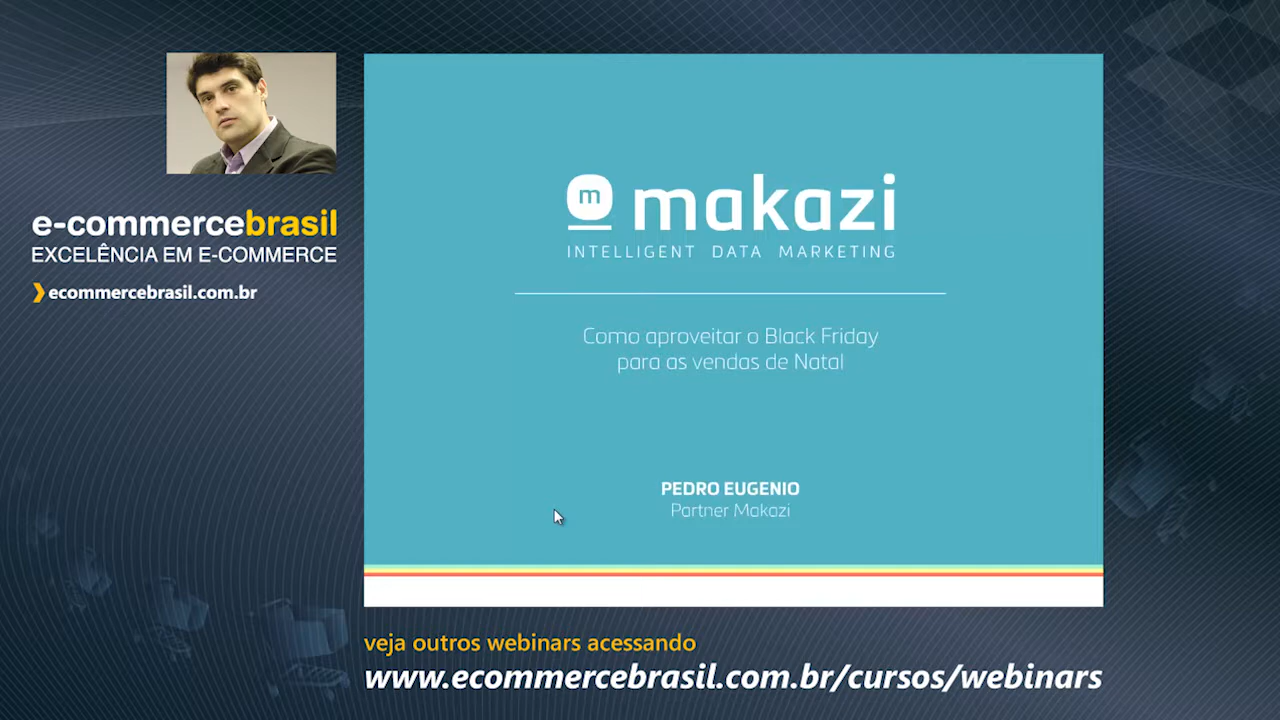 e-commercebrasil
EXCELÊNCIA EM E-COMMERCE
ecommercebrasil.com.br
m makazi
INTELLIGENT DATA MARKETING
Como aproveitar o Black Friday
para as vendas de Natal
PEDRO EUGENIO
Partner Makazi
veja outros webinars acessando
www.ecommercebrasil.com.br/cursos/webinars